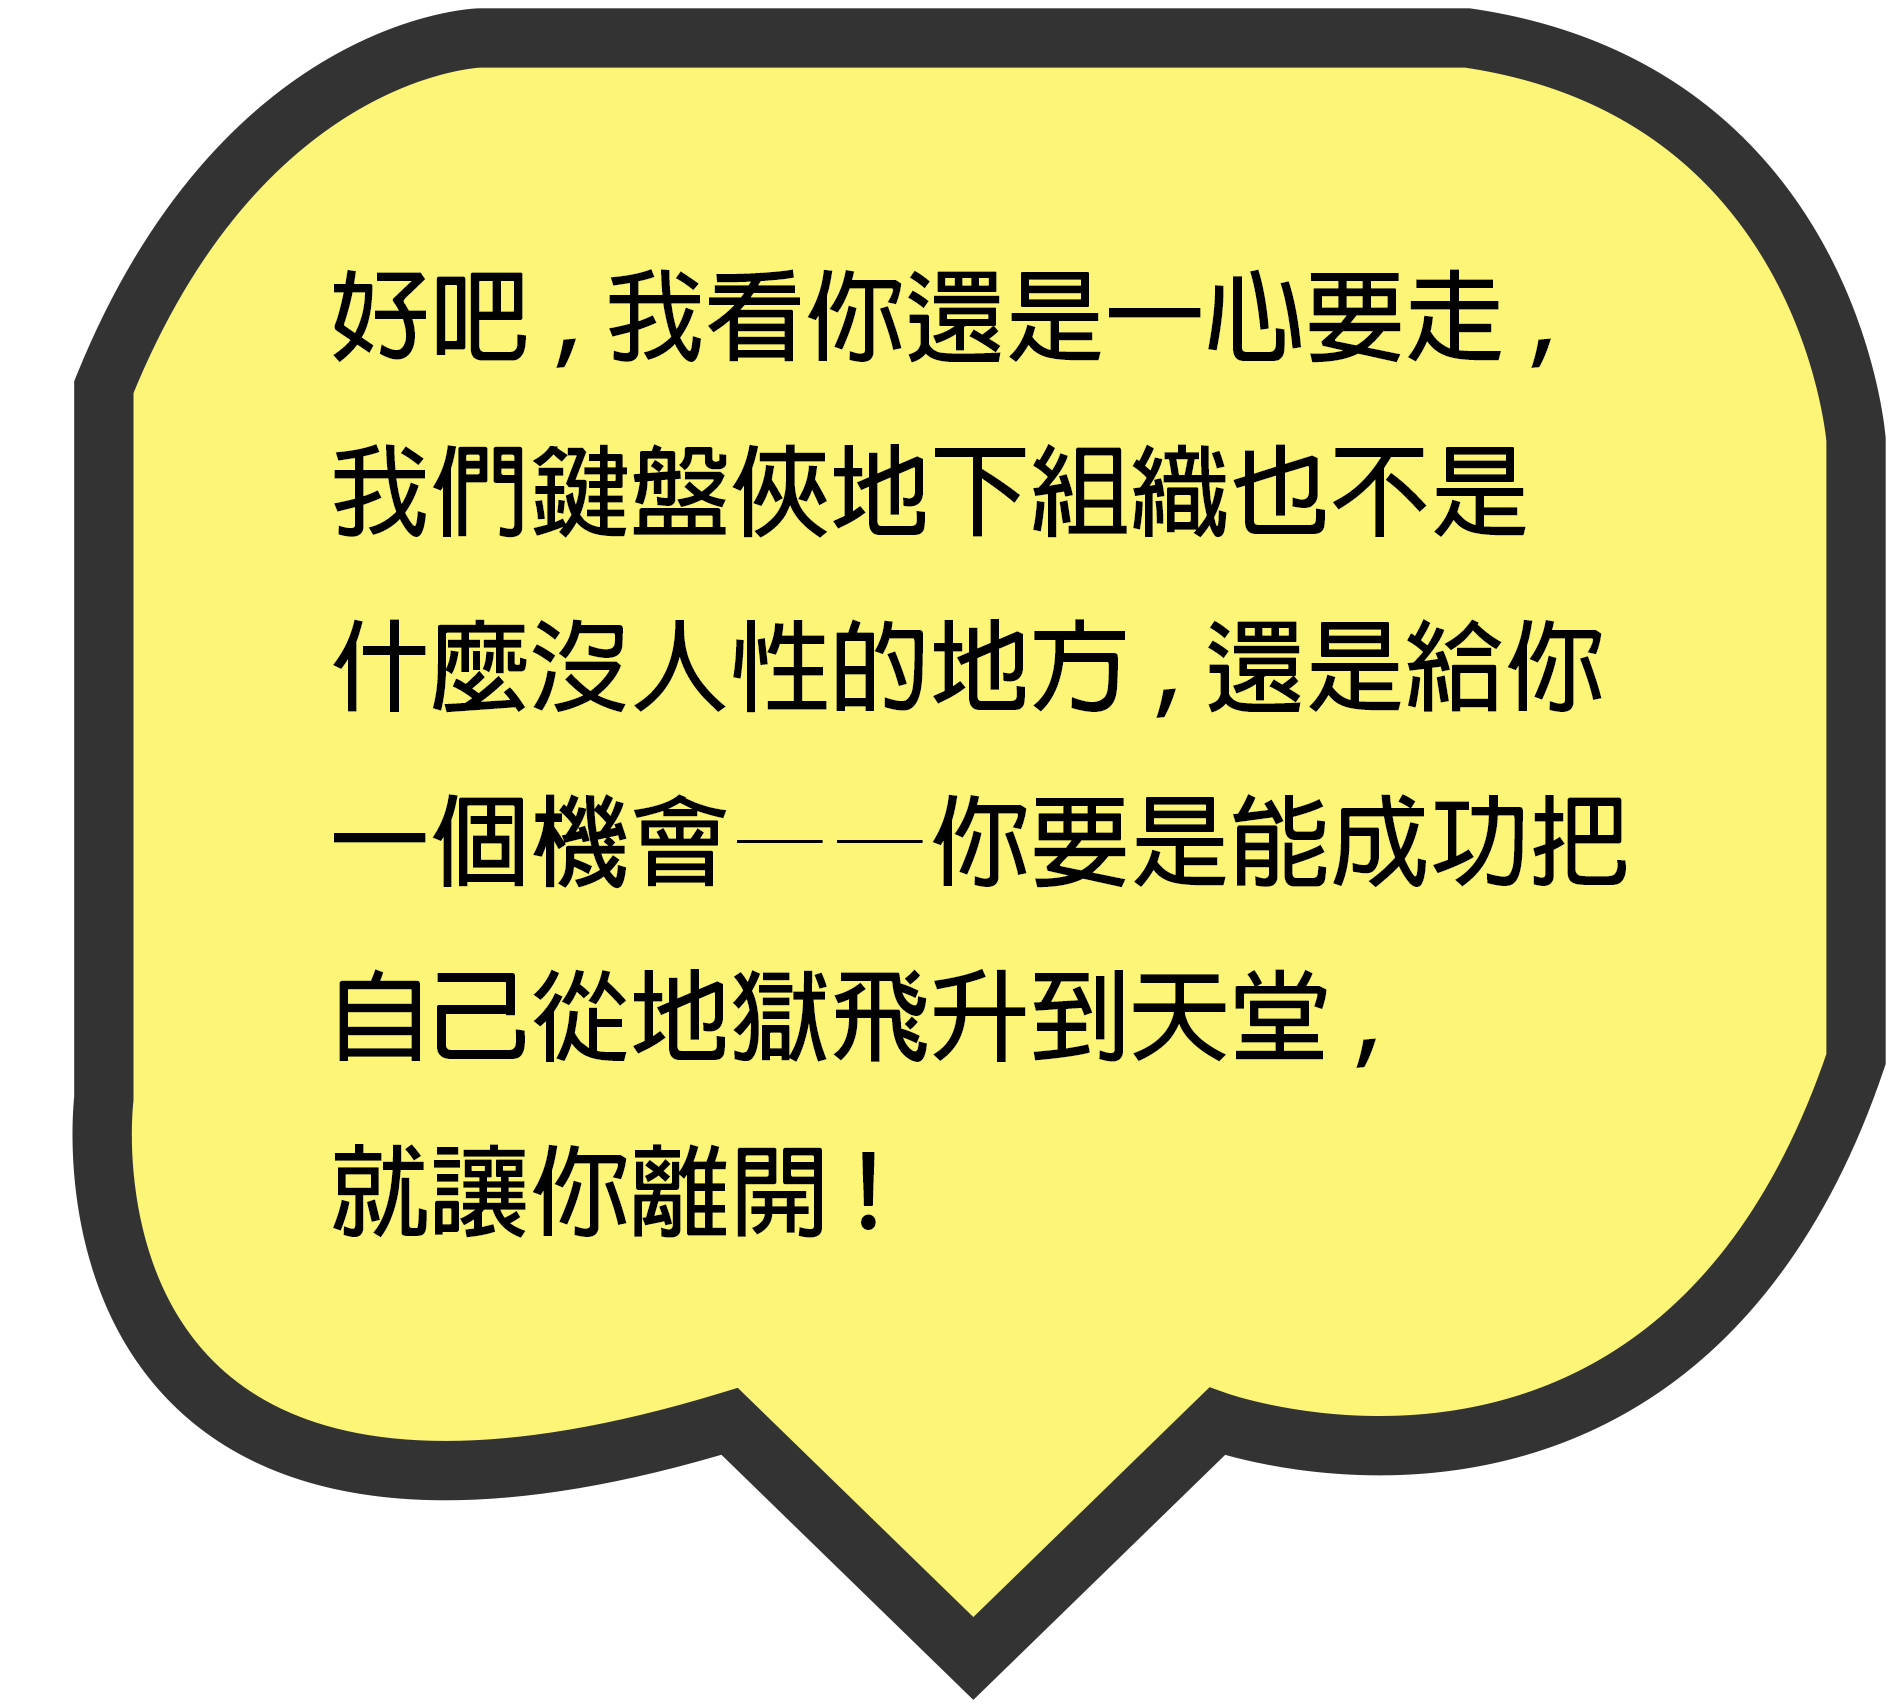 好吧，我看你還是一心要走，
我們鍵盤俠地下組織也不是
什麼沒人性的地方，還是給你
一個機會——你要是能成功把
自己從地獄飛升到天堂，
就讓你離開！